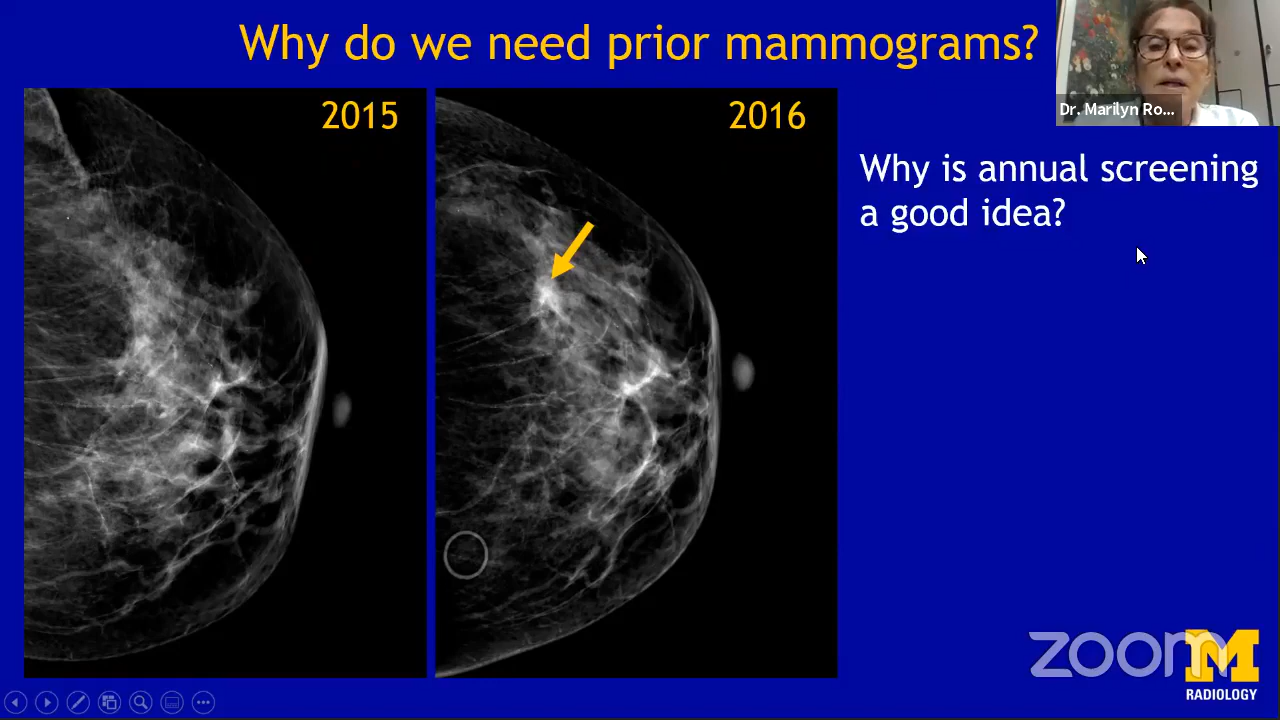 Why do we need prior mammograms?
2015
2016
Dr. Marilyn Ro...
Why is annual screening
a good idea?
zoom
M
RADIOLOGY